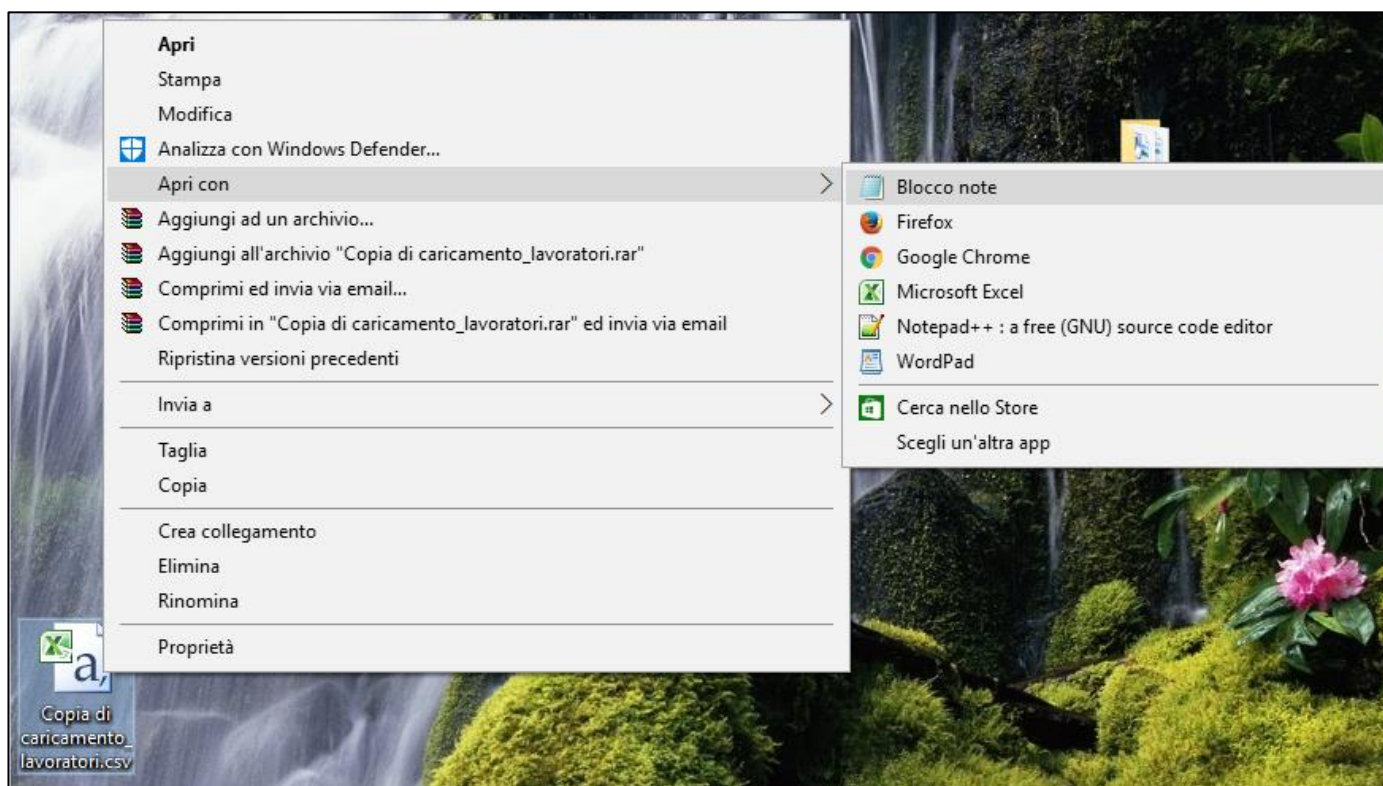 Apri
Stampa
Modifica
Analizza con Windows Defender...
Apri con
Aggiungi ad un archivio...
Aggiungi all'archivio "Copia di caricamento_lavoratori.rar"
Comprimi ed invia via email...
Comprimi in "Copia di caricamento_lavoratori.rar" ed invia via email
Ripristina versioni precedenti
Invia a
Taglia
Copia
Crea collegamento
Elimina
Rinomina
Proprietà
Blocco note
Firefox
Google Chrome
Microsoft Excel
Notepad++ : a free (GNU) source code editor
WordPad
Cerca nello Store
Scegli un'altra app
a,
Copia di
caricamento_
lavoratori.csv